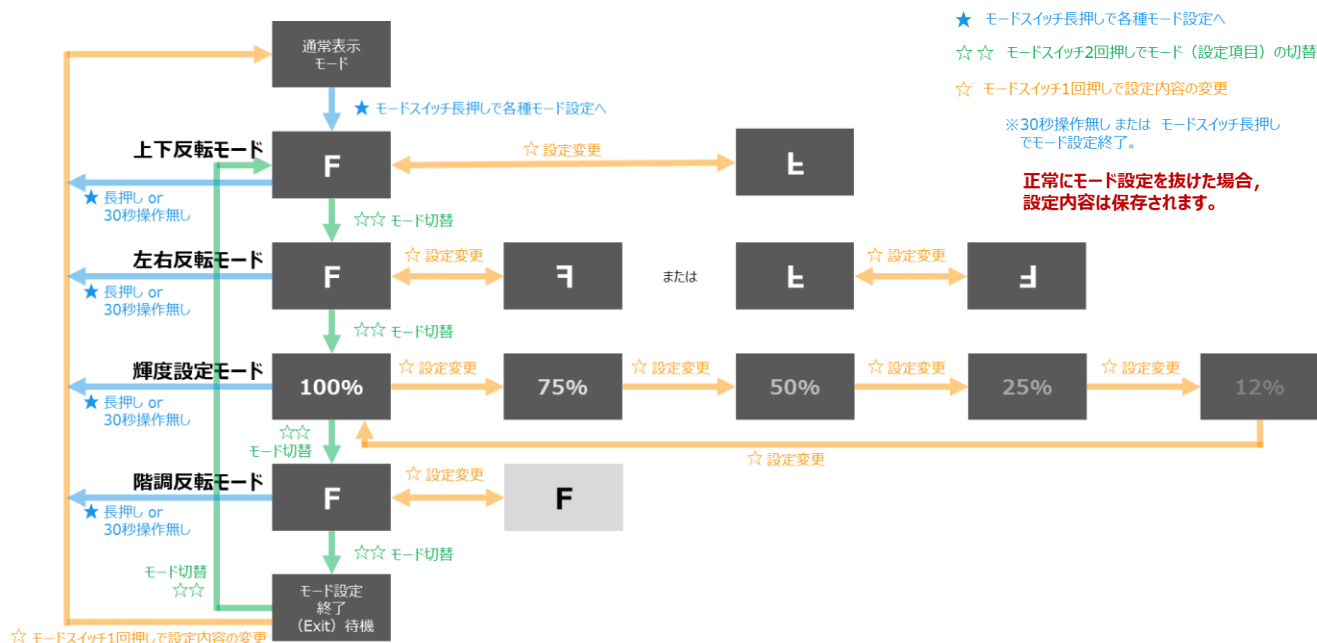 ★ モードスイッチ長押しで各種モード設定へ
☆☆ モードスイッチ2回押しでモード（設定項目）の切替
☆ モードスイッチ1回押しで設定内容の変更
※30秒操作無し または モードスイッチ長押し
でモード設定終了。
正常にモード設定を抜けた場合,
設定内容は保存されます。
通常表示
モード
★ モードスイッチ長押しで各種モード設定へ
上下反転モード
F
☆ 設定変更
★ 長押し or
30秒操作無し
☆☆ モード切替
左右反転モード
F
☆ 設定変更
または
☆ 設定変更
★ 長押し or
30秒操作無し
☆☆ モード切替
輝度設定モード
100%
☆ 設定変更
75%
☆ 設定変更
50%
☆ 設定変更
25%
☆ 設定変更
12%
★ 長押し or
30秒操作無し
☆☆
モード切替
☆ 設定変更
階調反転モード
F
☆ 設定変更
F
★ 長押し or
30秒操作無し
☆☆ モード切替
モード切替
☆☆
モード設定
終了
（Exit）待機
☆ モードスイッチ1回押しで設定内容の変更